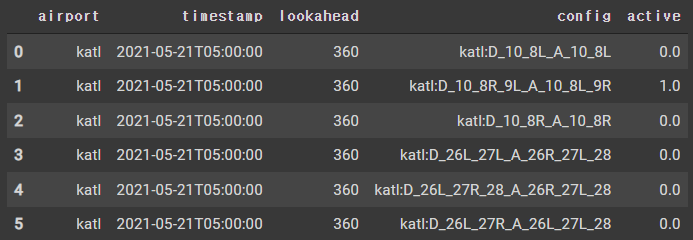 airport timestamp lookahead config active
0 katl 2021-05-21T05:00:00 360 katl:D_10_8L_A_10_8L 0.0
1 katl 2021-05-21T05:00:00 360 katl:D_10_8R_9L_A_10_8L_9R 1.0
2 katl 2021-05-21T05:00:00 360 katl:D_10_8R_A_10_8R 0.0
3 katl 2021-05-21T05:00:00 360 katl:D_26L_27L_A_26R_27L_28 0.0
4 katl 2021-05-21T05:00:00 360 katl:D_26L_27R_28_A_26R_27L_28 0.0
5 katl 2021-05-21T05:00:00 360 katl:D_26L_27R_A_26L_27L_28 0.0